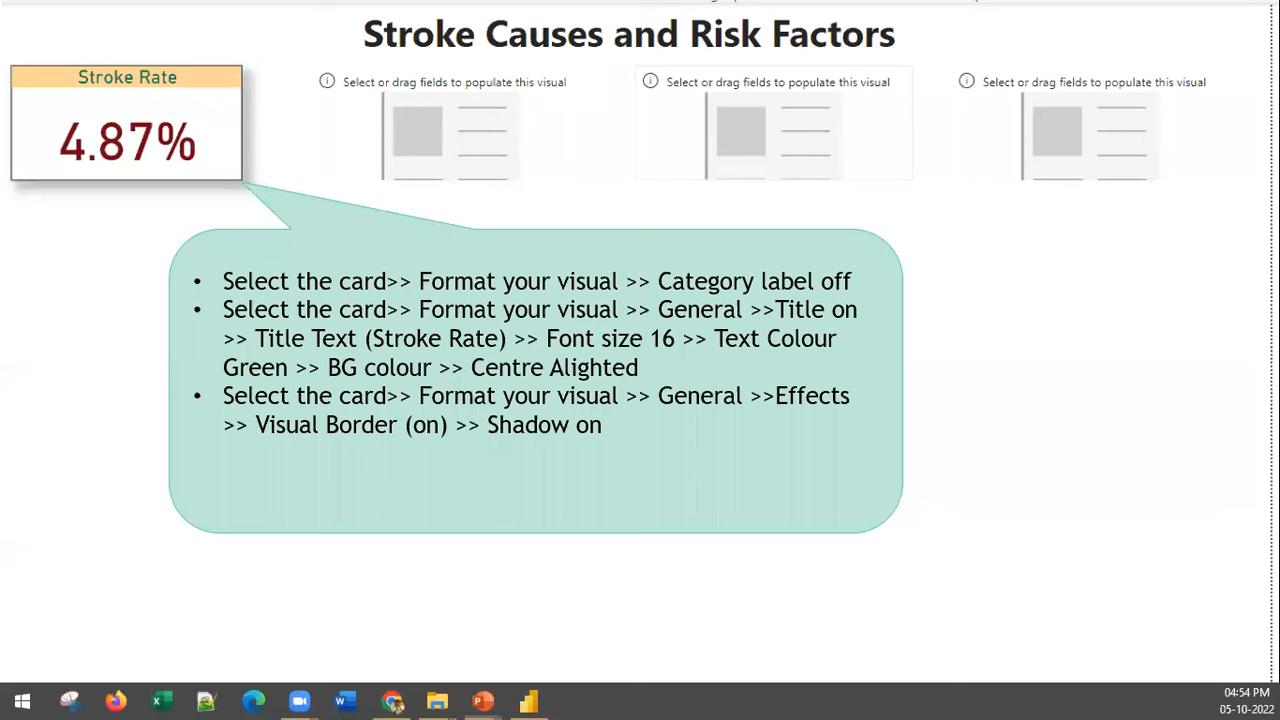 Stroke Causes and Risk Factors
Stroke Rate
4.87%
Select or drag fields to populate this visual
Select or drag fields to populate this visual
Select or drag fields to populate this visual
• Select the card>> Format your visual >> Category label off
• Select the card>> Format your visual >> General >>Title on
>> Title Text (Stroke Rate) >> Font size 16 >> Text Colour
Green >> BG colour >> Centre Alighted
• Select the card>> Format your visual >> General >>Effects
>> Visual Border (on) >> Shadow on
04:54 PM
05-10-2022